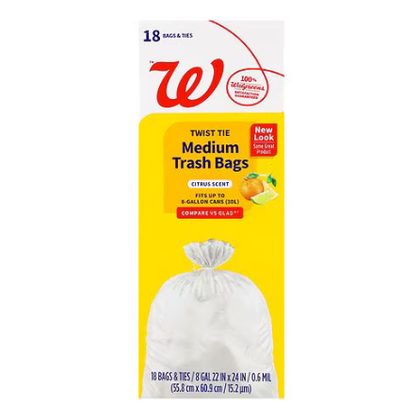 18 BAGS & TIES
W
100%
Walgreens
SATISFACTION
GUARANTEED
TWIST TIE
Medium
Trash Bags
New
Look
Same Great
Product
CITRUS SCENT
FITS UP TO
8-GALLON CANS (30L)
COMPARE VS GLAD®*
18 BAGS & TIES / 8 GAL 22 IN x 24 IN / 0.6 MIL
(55.8 cm x 60.9 cm / 15.2 µm)